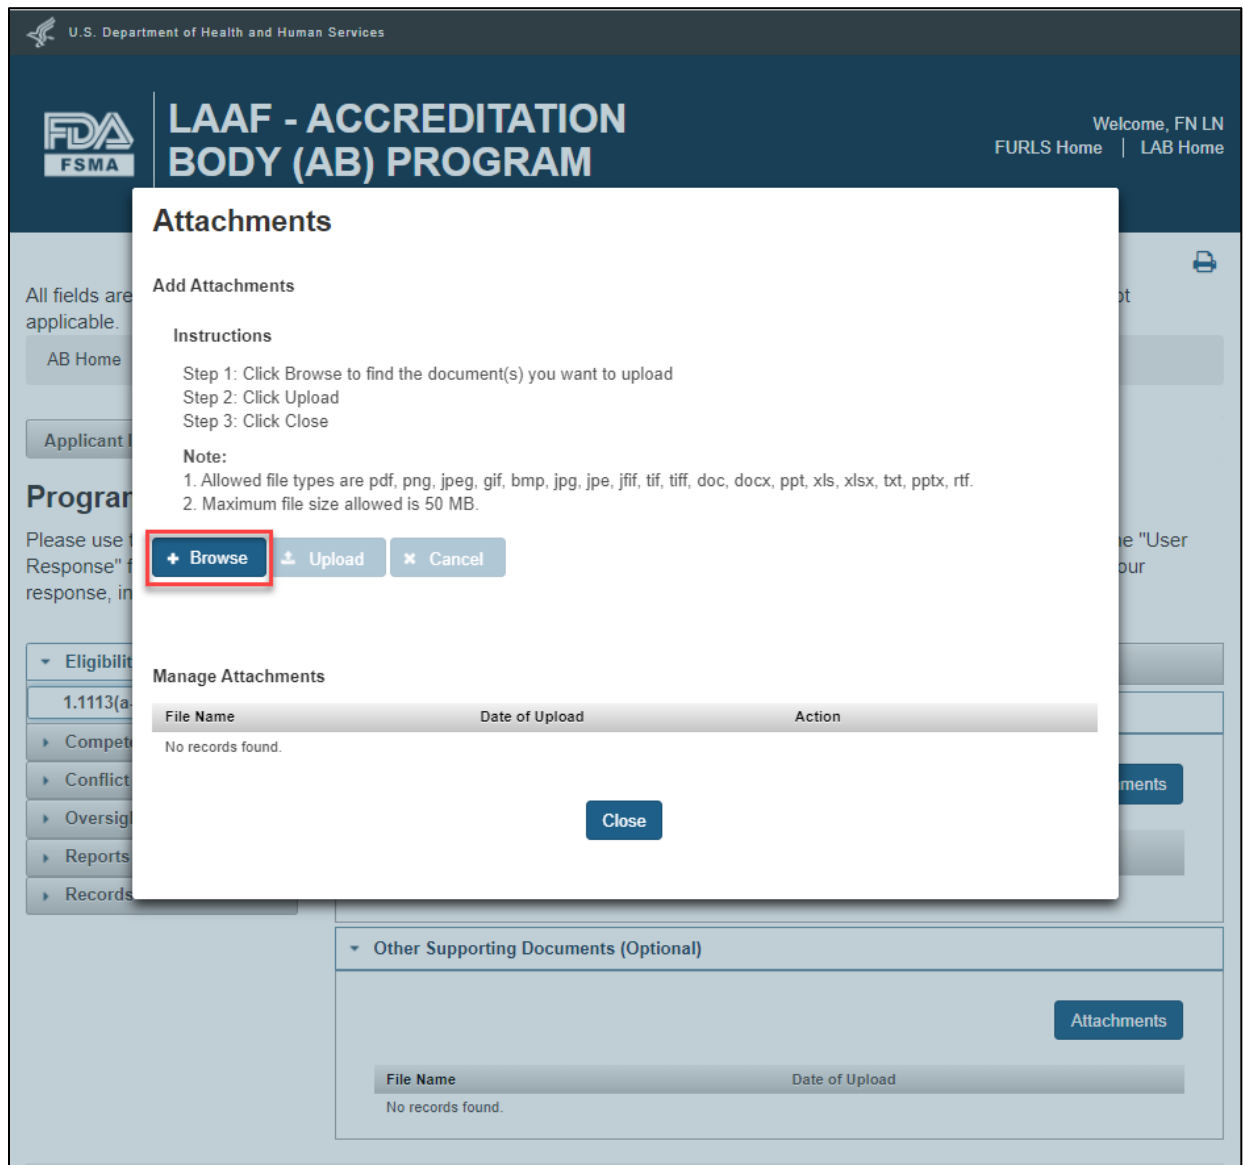 U.S. Department of Health and Human Services
FDA
FSMA
LAAF - ACCREDITATION
BODY (AB) PROGRAM
Welcome, FN LN
FURLS Home | LAB Home
Attachments
All fields are
applicable.
AB Home
Applicant
Please use
Response"
response, in
"User
Add Attachments
Instructions
Step 1: Click Browse to find the document(s) you want to upload
Step 2: Click Upload
Step 3: Click Close
Note:
1. Allowed file types are pdf, png, jpeg, gif, bmp, jpg, jpe, jfif, tif, tiff, doc, docx, ppt, xls, xlsx, txt, pptx, rtf.
2. Maximum file size allowed is 50 MB.
+ Browse
Upload
× Cancel
Manage Attachments
File Name Date of Upload Action
No records found.
Close
Eligibilit
1.1113(a-
Compete
Conflict
Oversigh
Reports
Records
ments
Other Supporting Documents (Optional)
Attachments
File Name Date of Upload
No records found.